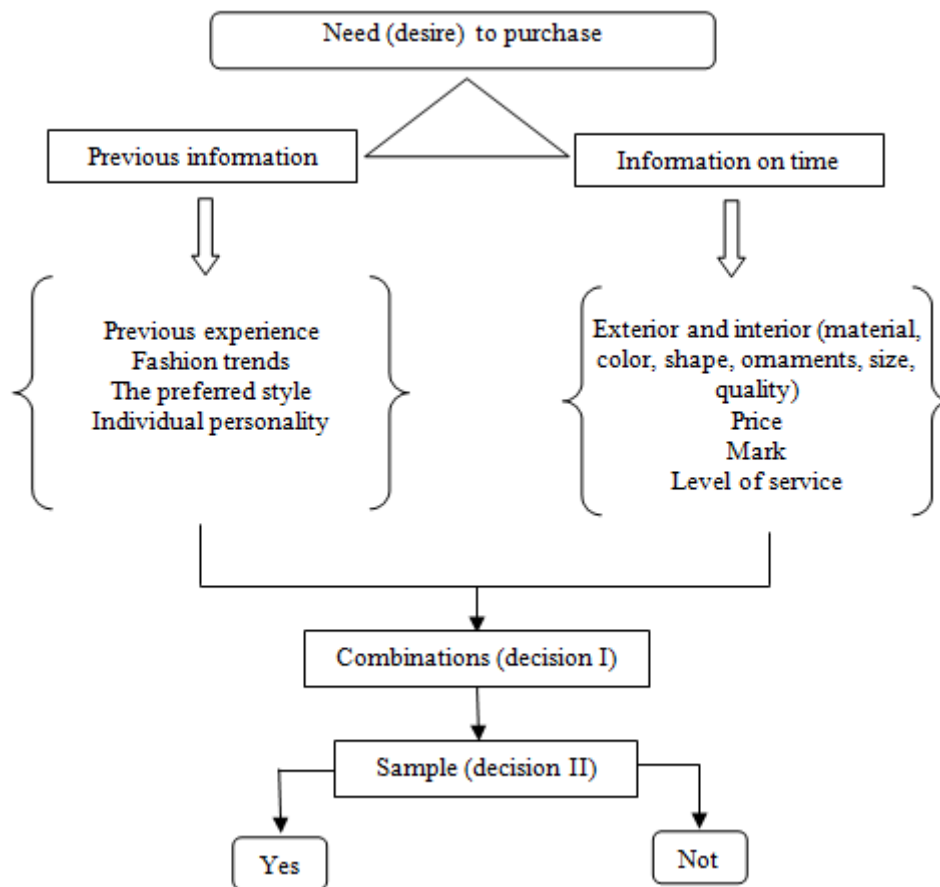 Need (desire) to purchase
Previous information
Information on time
Previous experience
Fashion trends
The preferred style
Individual personality
Exterior and interior (material,
color, shape, ornaments, size,
quality)
Price
Mark
Level of service
Combinations (decision I)
Sample (decision II)
Yes
Not